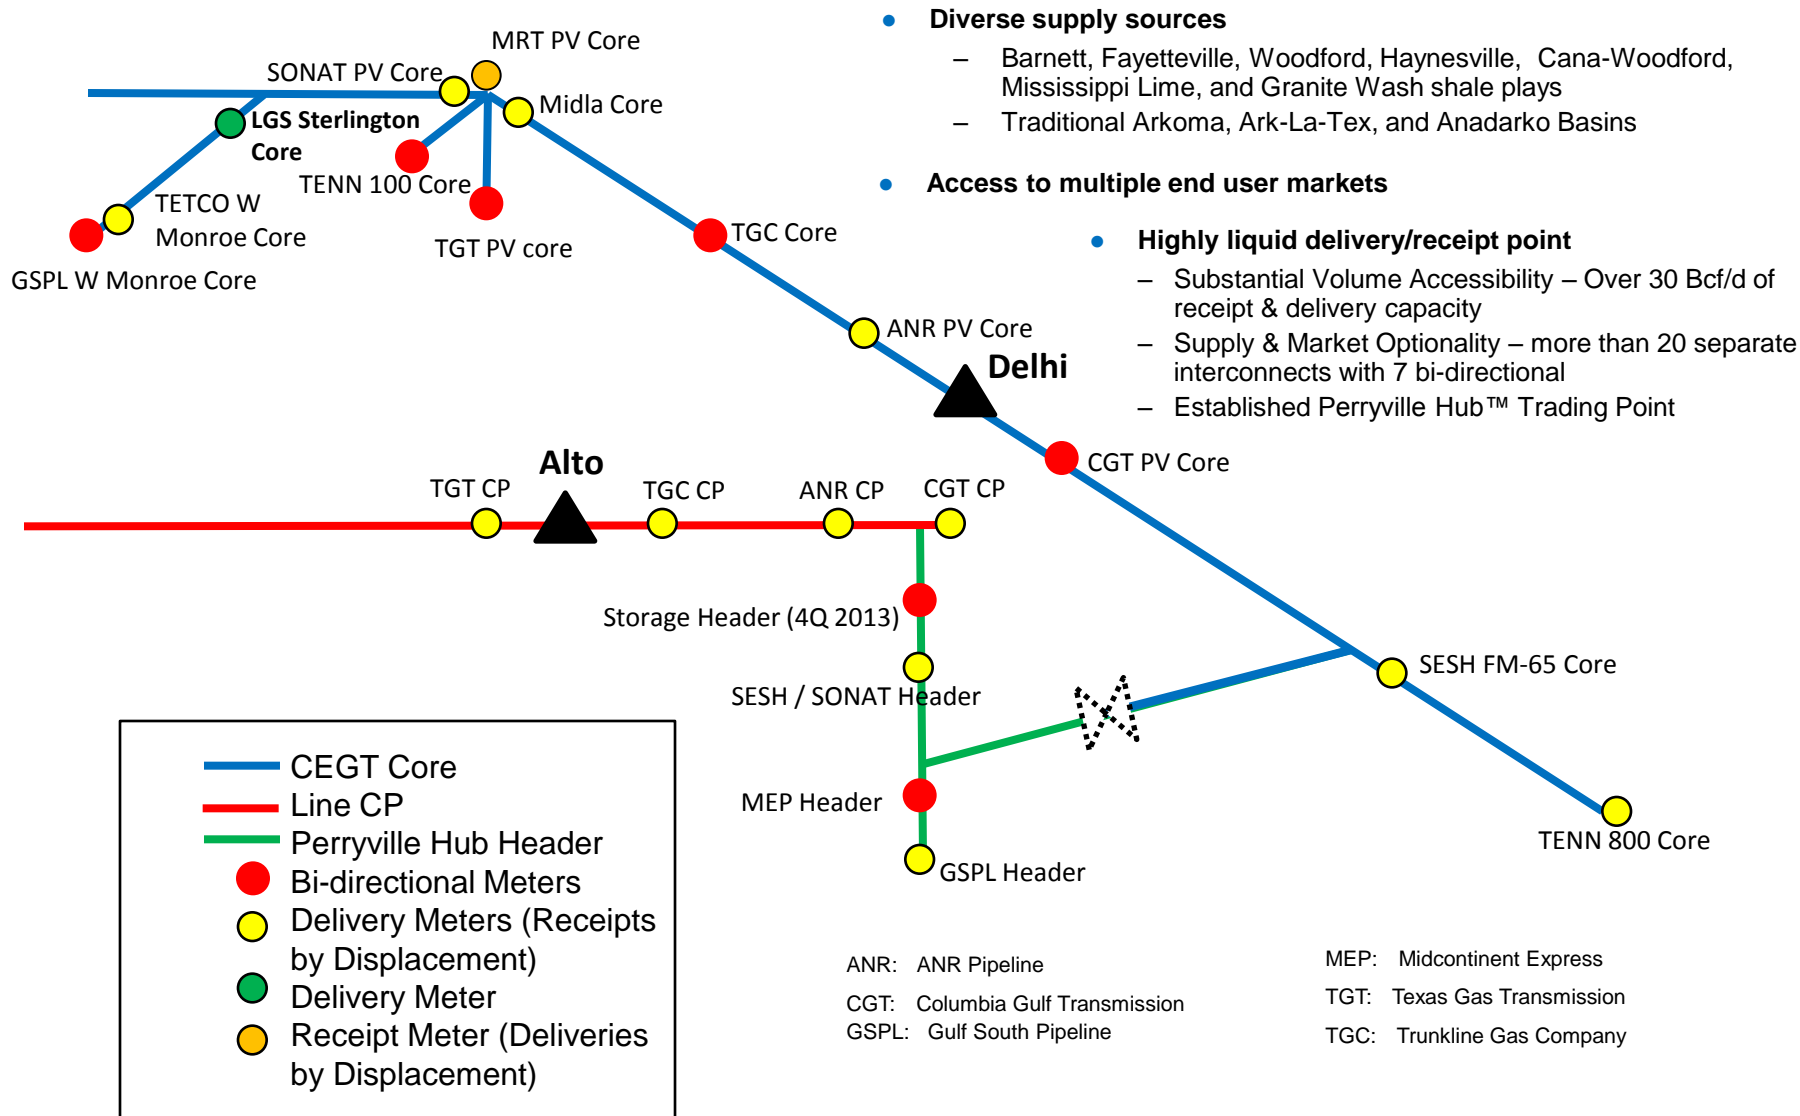 • Diverse supply sources
– Barnett, Fayetteville, Woodford, Haynesville, Cana-Woodford,
Mississippi Lime, and Granite Wash shale plays
– Traditional Arkoma, Ark-La-Tex, and Anadarko Basins
• Access to multiple end user markets
• Highly liquid delivery/receipt point
– Substantial Volume Accessibility – Over 30 Bcf/d of
receipt & delivery capacity
– Supply & Market Optionality – more than 20 separate
interconnects with 7 bi-directional
– Established Perryville Hub™ Trading Point
MRT PV Core
SONAT PV Core
Midla Core
LGS Sterlington
Core
TENN 100 Core
TETCO W
Monroe Core
TGT PV core
GSPL W Monroe Core
TGC Core
ANR PV Core
Delhi
CGT PV Core
Alto
TGT CP
TGC CP
ANR CP
CGT CP
Storage Header (4Q 2013)
SESH / SONAT Header
SESH FM-65 Core
MEP Header
TENN 800 Core
GSPL Header
CEGT Core
Line CP
Perryville Hub Header
Bi-directional Meters
Delivery Meters (Receipts
by Displacement)
Delivery Meter
Receipt Meter (Deliveries
by Displacement)
ANR: ANR Pipeline
CGT: Columbia Gulf Transmission
GSPL: Gulf South Pipeline
MEP: Midcontinent Express
TGT: Texas Gas Transmission
TGC: Trunkline Gas Company